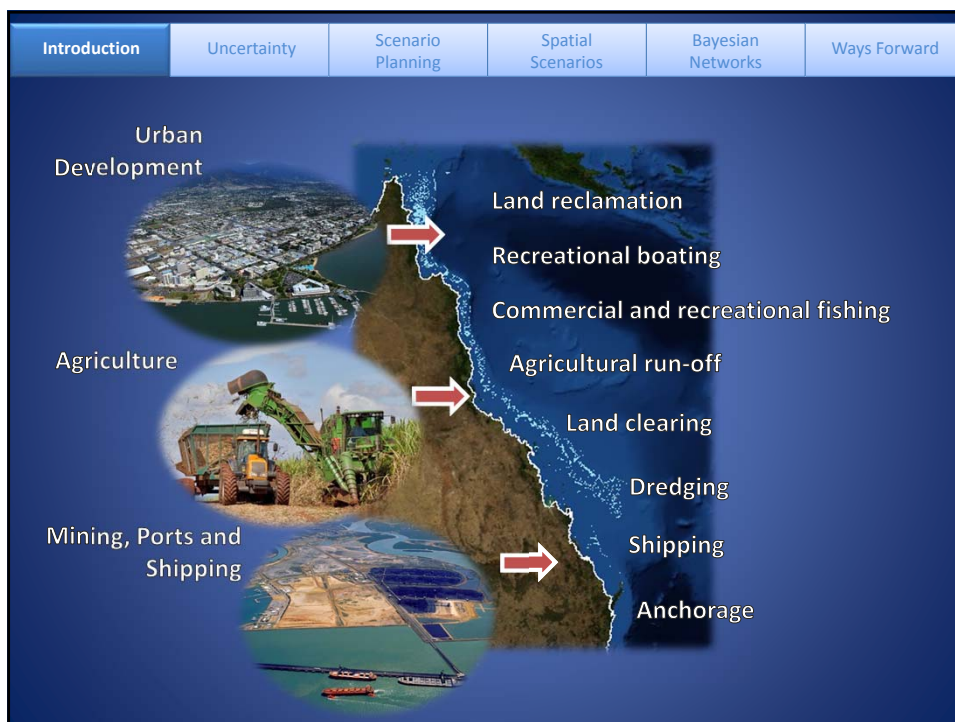 Introduction
Uncertainty
Scenario
Planning
Spatial
Scenarios
Bayesian
Networks
Ways Forward
Urban
Development
Land reclamation
Recreational boating
Commercial and recreational fishing
Agriculture
Agricultural run-off
Land clearing
Dredging
Mining, Ports and
Shipping
Shipping
Anchorage